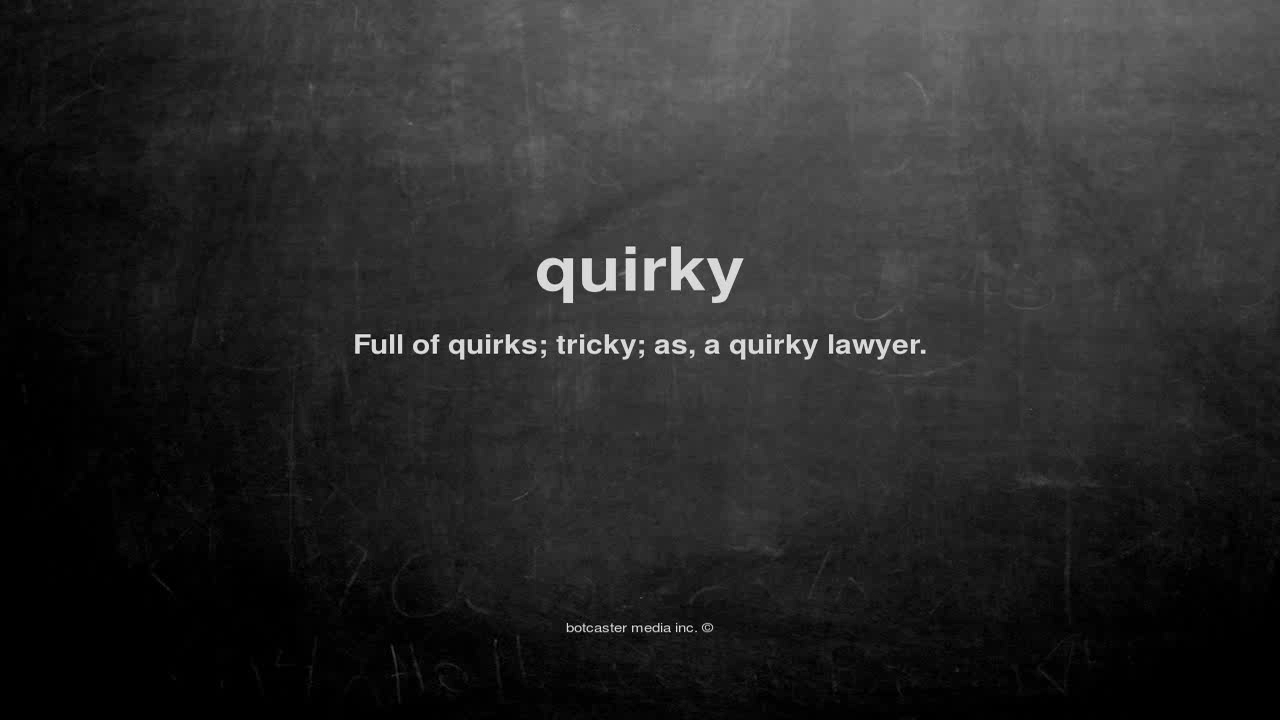 quirky
Full of quirks; tricky; as, a quirky lawyer.
botcaster media inc. ©